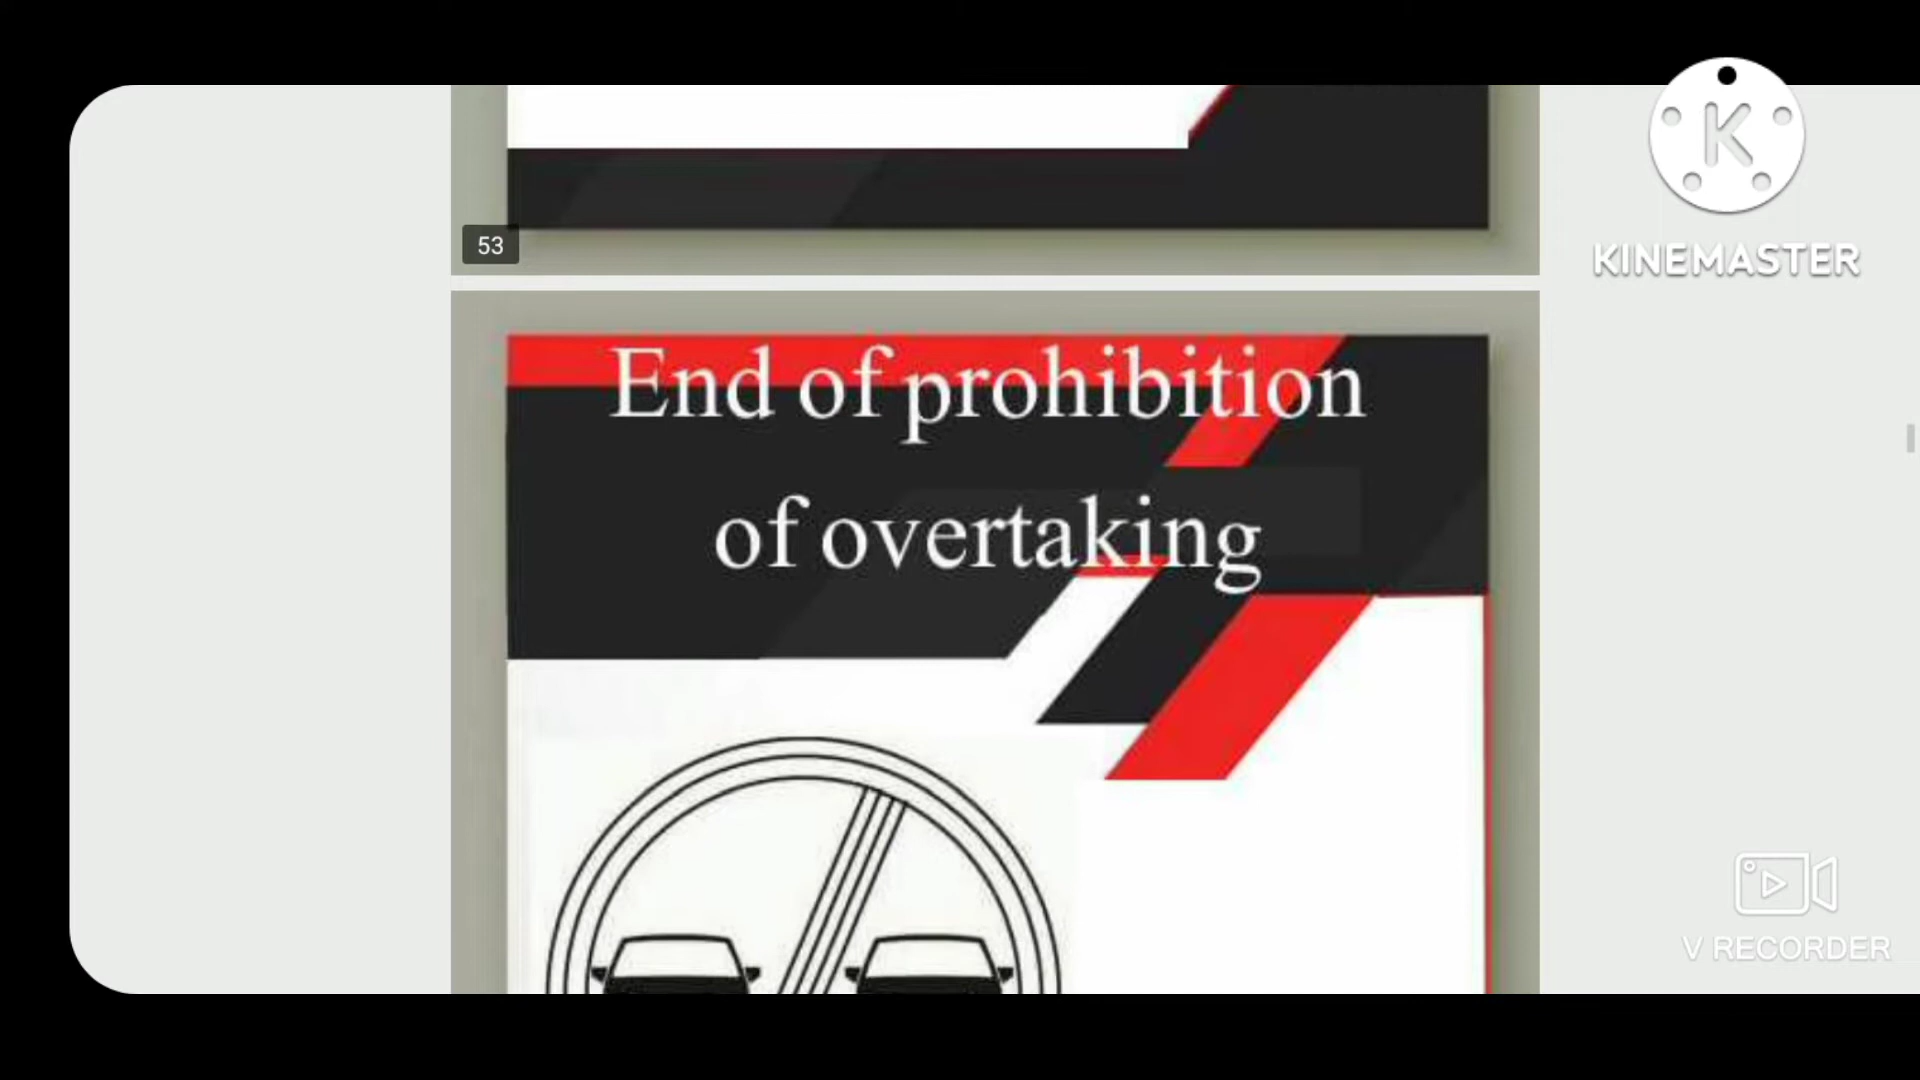 K
KINEMASTER
53
End of prohibition
of overtaking
V RECORDER